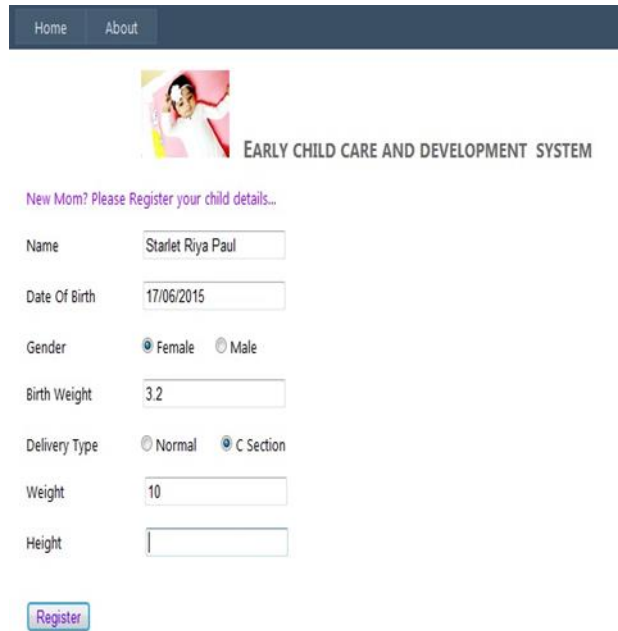 Home About
EARLY CHILD CARE AND DEVELOPMENT SYSTEM
New Mom? Please Register your child details...
Name Starlet Riya Paul
Date Of Birth 17/06/2015
Gender Female Male
Birth Weight 3.2
Delivery Type Normal C Section
Weight 10
Height
Register